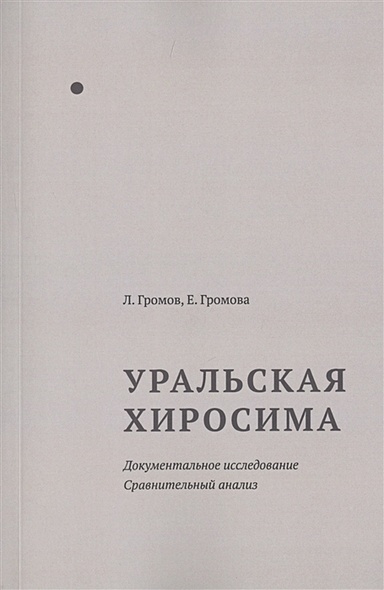 Л. Громов, Е. Громова
УРАЛЬСКАЯ
ХИРОСИМА
Документальное исследование
Сравнительный анализ